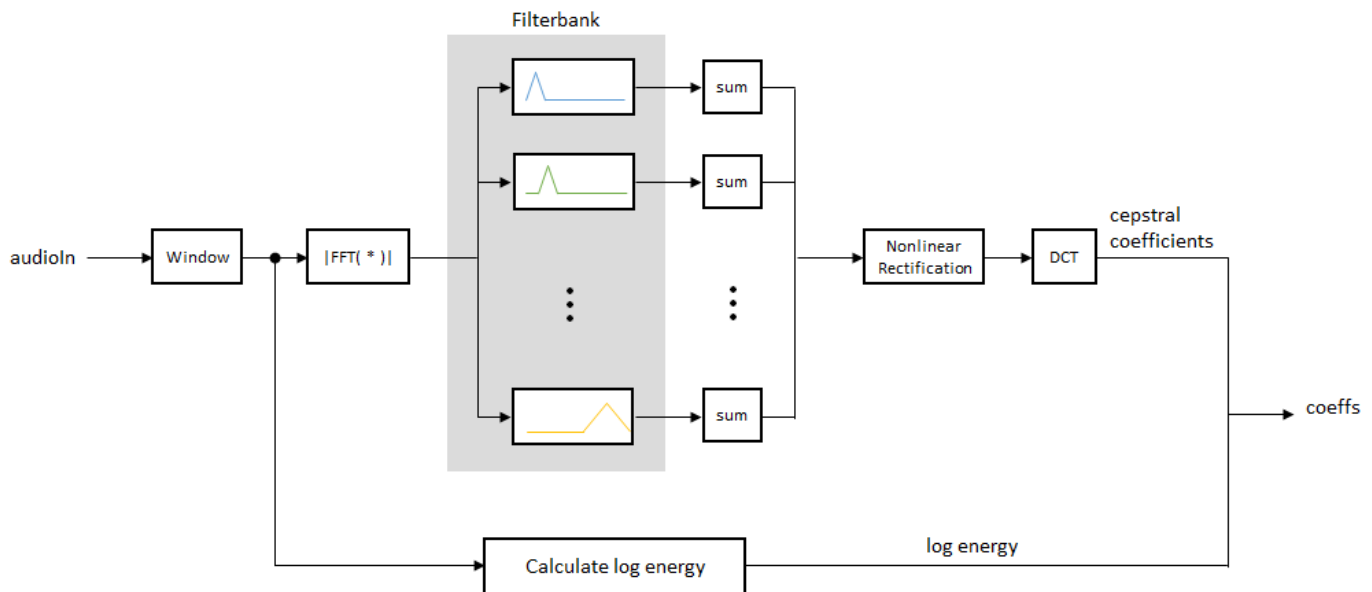 Filterbank
sum
sum
audioIn
Window
|FFT( * )|
Nonlinear
Rectification
DCT
cepstral
coefficients
sum
coeffs
log energy
Calculate log energy